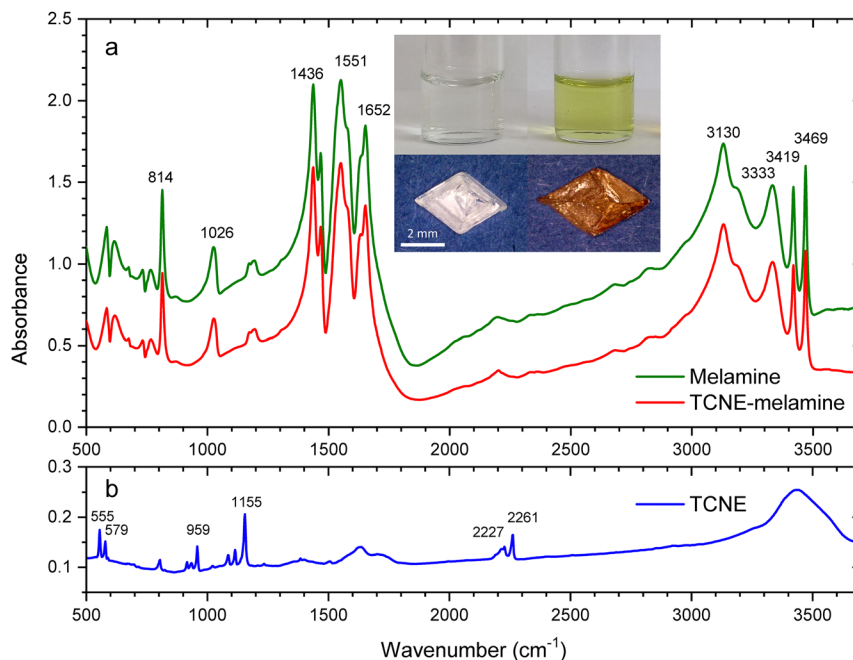 a
2.5
2.0
1.5
1.0
0.5
0.0
Absorbance
814
1026
1436
1551
1652
3130
3333
3419
3469
2 mm
Melamine
TCNE-melamine
500 1000 1500 2000 2500 3000 3500
b
0.3
0.2
0.1
555
579
959
1155
2227
2261
TCNE
500 1000 1500 2000 2500 3000 3500
Wavenumber (cm⁻¹)